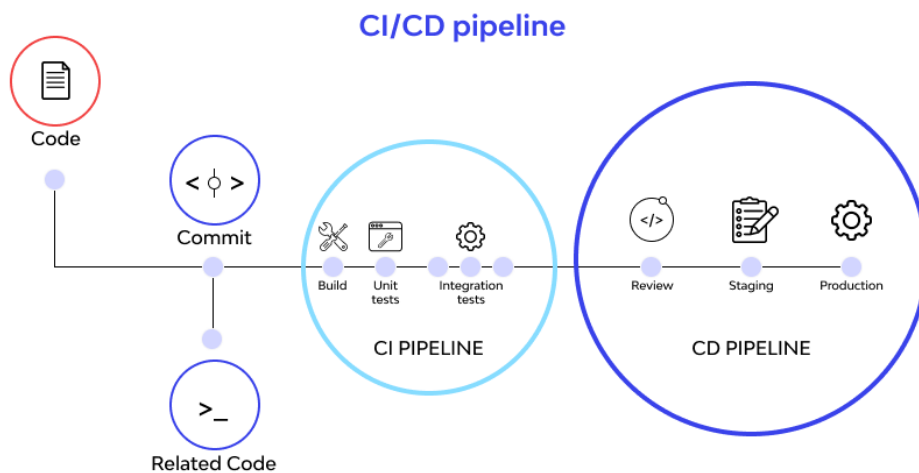 CI/CD pipeline
Code
< >
Commit
</>
Build
Unit
tests
Integration
tests
Review
Staging
Production
CI PIPELINE
CD PIPELINE
>_
Related Code